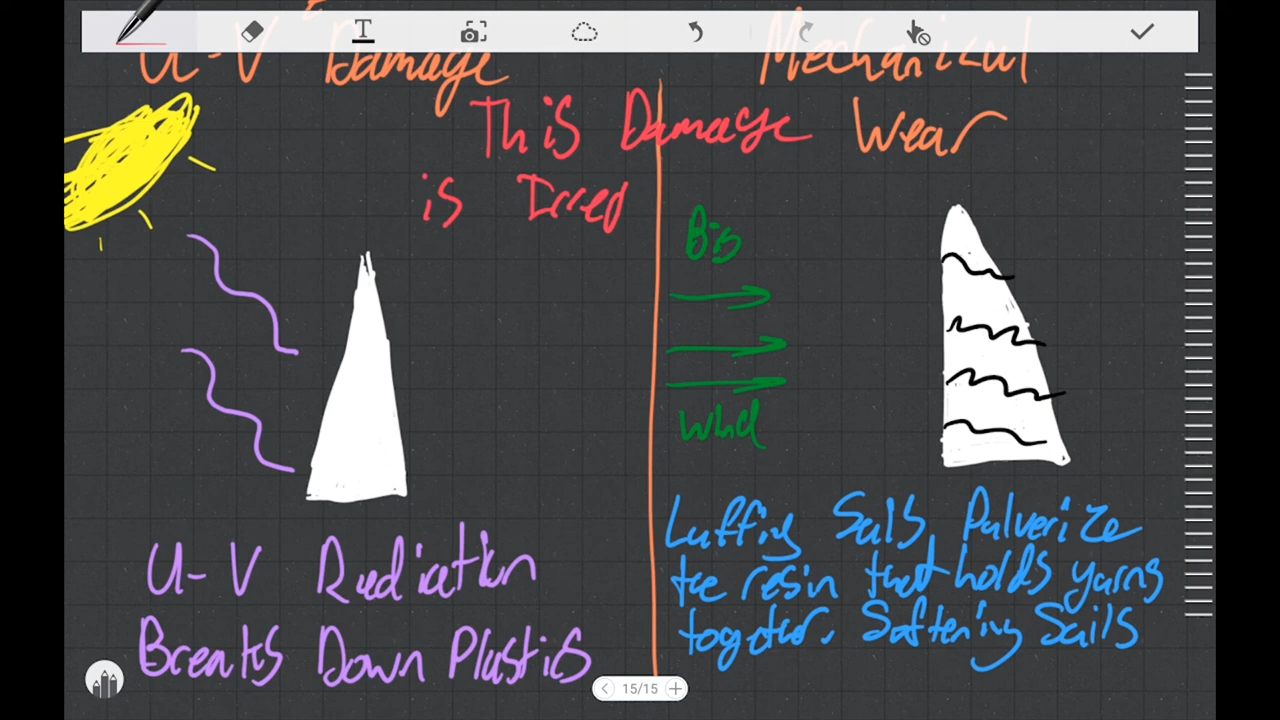 U-V Damage
Mechanical
Wear
This Damage
is Irrep
Big
Wind
U-V Radiation
Breaks Down Plastics
Luffing Sails Pulverize
the resin that holds yarns
together. Softening Sails
T
15/15